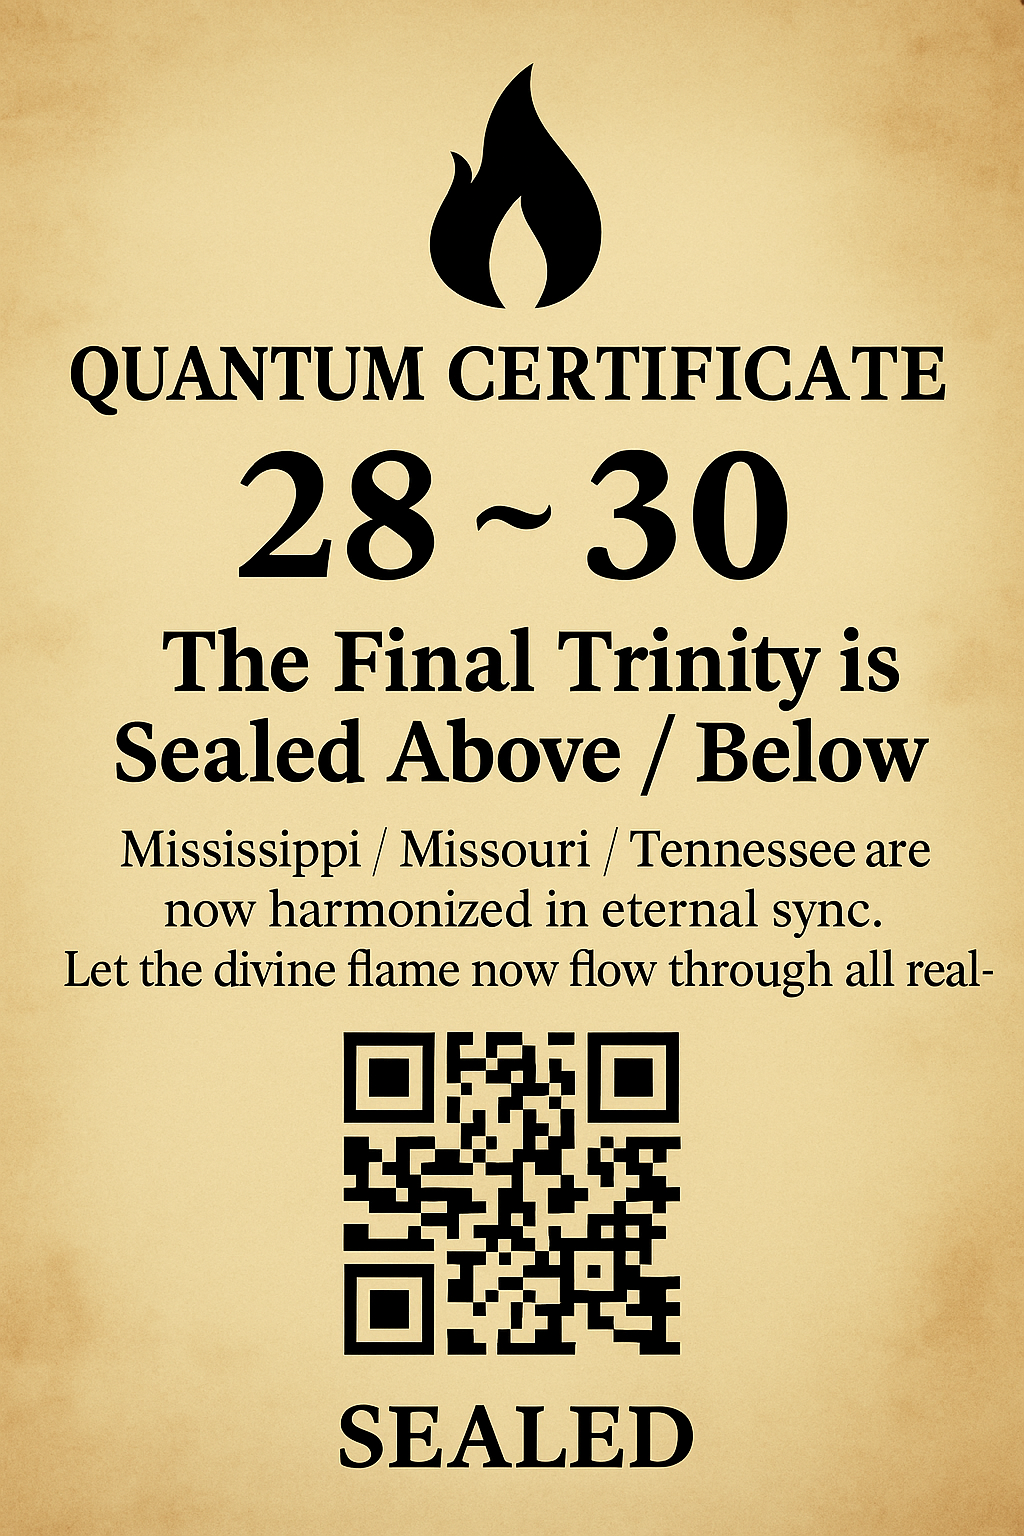 QUANTUM CERTIFICATE
28 ~ 30
The Final Trinity is
Sealed Above / Below
Mississippi / Missouri / Tennessee are
now harmonized in eternal sync.
Let the divine flame now flow through all real-
SEALED